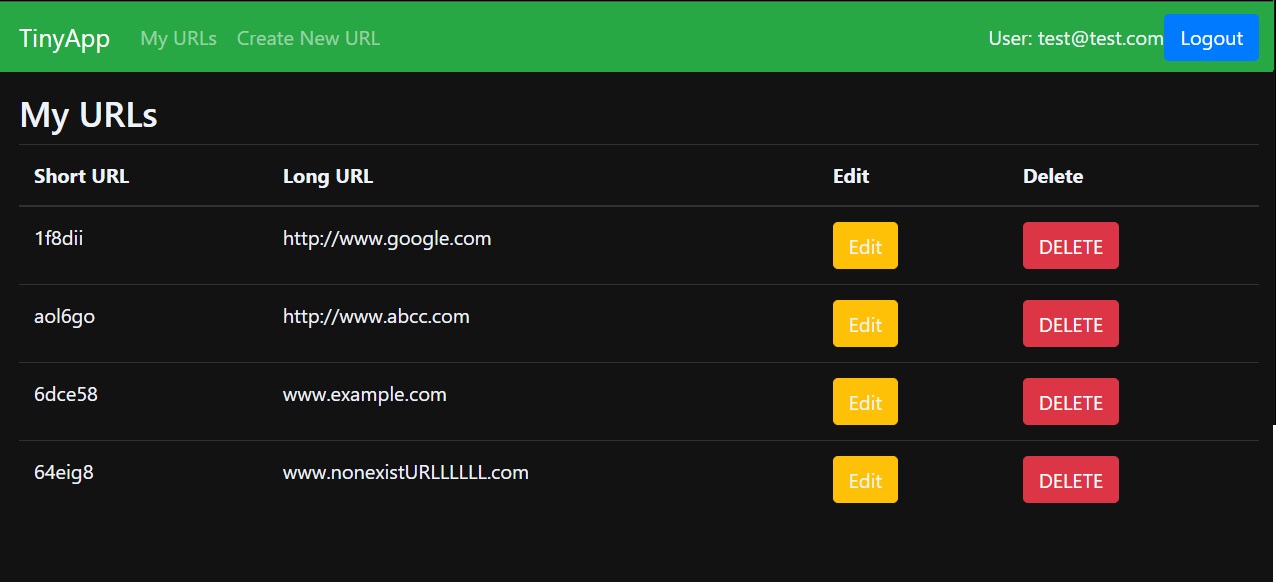 TinyApp My URLs Create New URL User: test@test.com Logout
My URLs
Short URL Long URL Edit Delete
1f8dii http://www.google.com Edit DELETE
aol6go http://www.abcc.com Edit DELETE
6dce58 www.example.com Edit DELETE
64eig8 www.nonexistURLLLLLL.com Edit DELETE